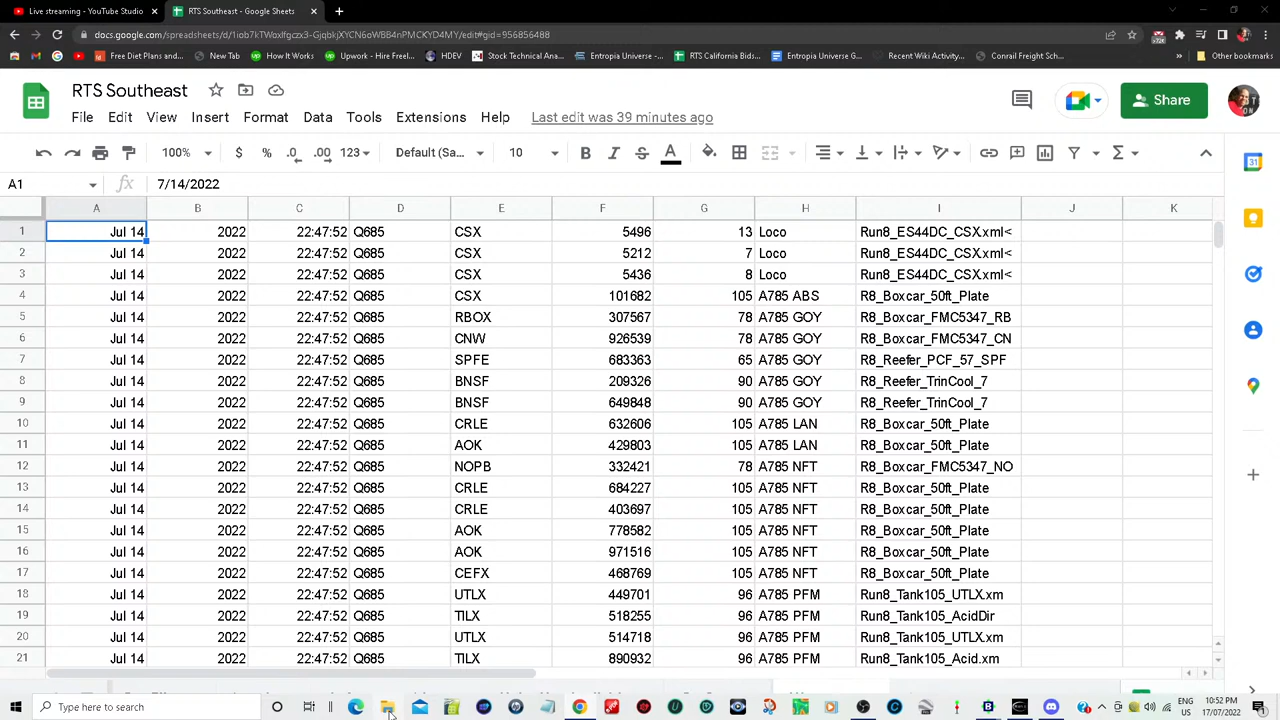 Live streaming - YouTube Studio
RTS Southeast - Google Sheets
docs.google.com/spreadsheets/d/1iob7kTWoxlfgczx3-GjqbkjXYCN6oWBB4nPMCKYD4MY/edit#gid=956856488
Free Diet Plans and...
New Tab
How It Works
Upwork - Hire Freel...
HDEV
Stock Technical Ana...
Entropia Universe -...
RTS California Bids...
Entropia Universe G...
Recent Wiki Activity...
Conrail Freight Sch...
Other bookmarks
RTS Southeast
Share
File Edit View Insert Format Data Tools Extensions Help Last edit was 39 minutes ago
100% $ % .0 .00 123 Default (Sa... 10 B I S A
A1 fx 7/14/2022
A B C D E F G H I J K
1 Jul 14 2022 22:47:52 Q685 CSX 5496 13 Loco Run8_ES44DC_CSX.xml<
2 Jul 14 2022 22:47:52 Q685 CSX 5212 7 Loco Run8_ES44DC_CSX.xml<
3 Jul 14 2022 22:47:52 Q685 CSX 5436 8 Loco Run8_ES44DC_CSX.xml<
4 Jul 14 2022 22:47:52 Q685 CSX 101682 105 A785 ABS R8_Boxcar_50ft_Plate
5 Jul 14 2022 22:47:52 Q685 RBOX 307567 78 A785 GOY R8_Boxcar_FMC5347_RB
6 Jul 14 2022 22:47:52 Q685 CNW 926539 78 A785 GOY R8_Boxcar_FMC5347_CN
7 Jul 14 2022 22:47:52 Q685 SPFE 683363 65 A785 GOY R8_Reefer_PCF_57_SPF
8 Jul 14 2022 22:47:52 Q685 BNSF 209326 90 A785 GOY R8_Reefer_TrinCool_7
9 Jul 14 2022 22:47:52 Q685 BNSF 649848 90 A785 GOY R8_Reefer_TrinCool_7
10 Jul 14 2022 22:47:52 Q685 CRLE 632606 105 A785 LAN R8_Boxcar_50ft_Plate
11 Jul 14 2022 22:47:52 Q685 AOK 429803 105 A785 LAN R8_Boxcar_50ft_Plate
12 Jul 14 2022 22:47:52 Q685 NOPB 332421 78 A785 NFT R8_Boxcar_FMC5347_NO
13 Jul 14 2022 22:47:52 Q685 CRLE 684227 105 A785 NFT R8_Boxcar_50ft_Plate
14 Jul 14 2022 22:47:52 Q685 CRLE 403697 105 A785 NFT R8_Boxcar_50ft_Plate
15 Jul 14 2022 22:47:52 Q685 AOK 778582 105 A785 NFT R8_Boxcar_50ft_Plate
16 Jul 14 2022 22:47:52 Q685 AOK 971516 105 A785 NFT R8_Boxcar_50ft_Plate
17 Jul 14 2022 22:47:52 Q685 CEFX 468769 105 A785 NFT R8_Boxcar_50ft_Plate
18 Jul 14 2022 22:47:52 Q685 UTLX 449701 96 A785 PFM Run8_Tank105_UTLX.xm
19 Jul 14 2022 22:47:52 Q685 TILX 518255 96 A785 PFM Run8_Tank105_AcidDir
20 Jul 14 2022 22:47:52 Q685 UTLX 514718 96 A785 PFM Run8_Tank105_UTLX.xm
21 Jul 14 2022 22:47:52 Q685 TILX 890932 96 A785 PFM Run8_Tank105_Acid.xm
Type here to search
ENG
US
10:52 PM
17/07/2022